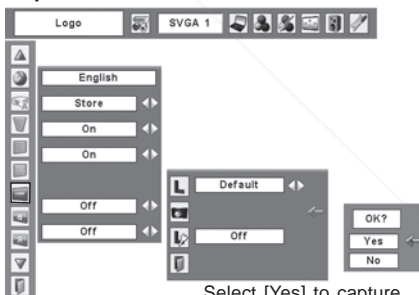 Logo
SVGA 1
English
Store
On
On
Off
Off
Default
Off
OK?
Yes
No
Select [Yes] to capture